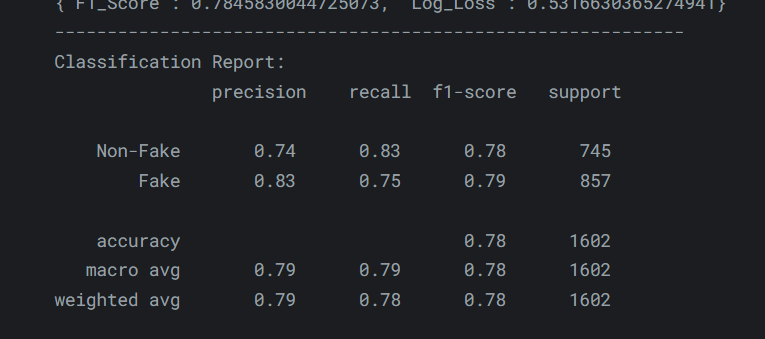 { F1_Score : 0.7845830044725073, Log_Loss : 0.5316630365274941}
------------------------------------------------------------
Classification Report:
precision recall f1-score support
Non-Fake 0.74 0.83 0.78 745
Fake 0.83 0.75 0.79 857
accuracy 0.78 1602
macro avg 0.79 0.79 0.78 1602
weighted avg 0.79 0.78 0.78 1602